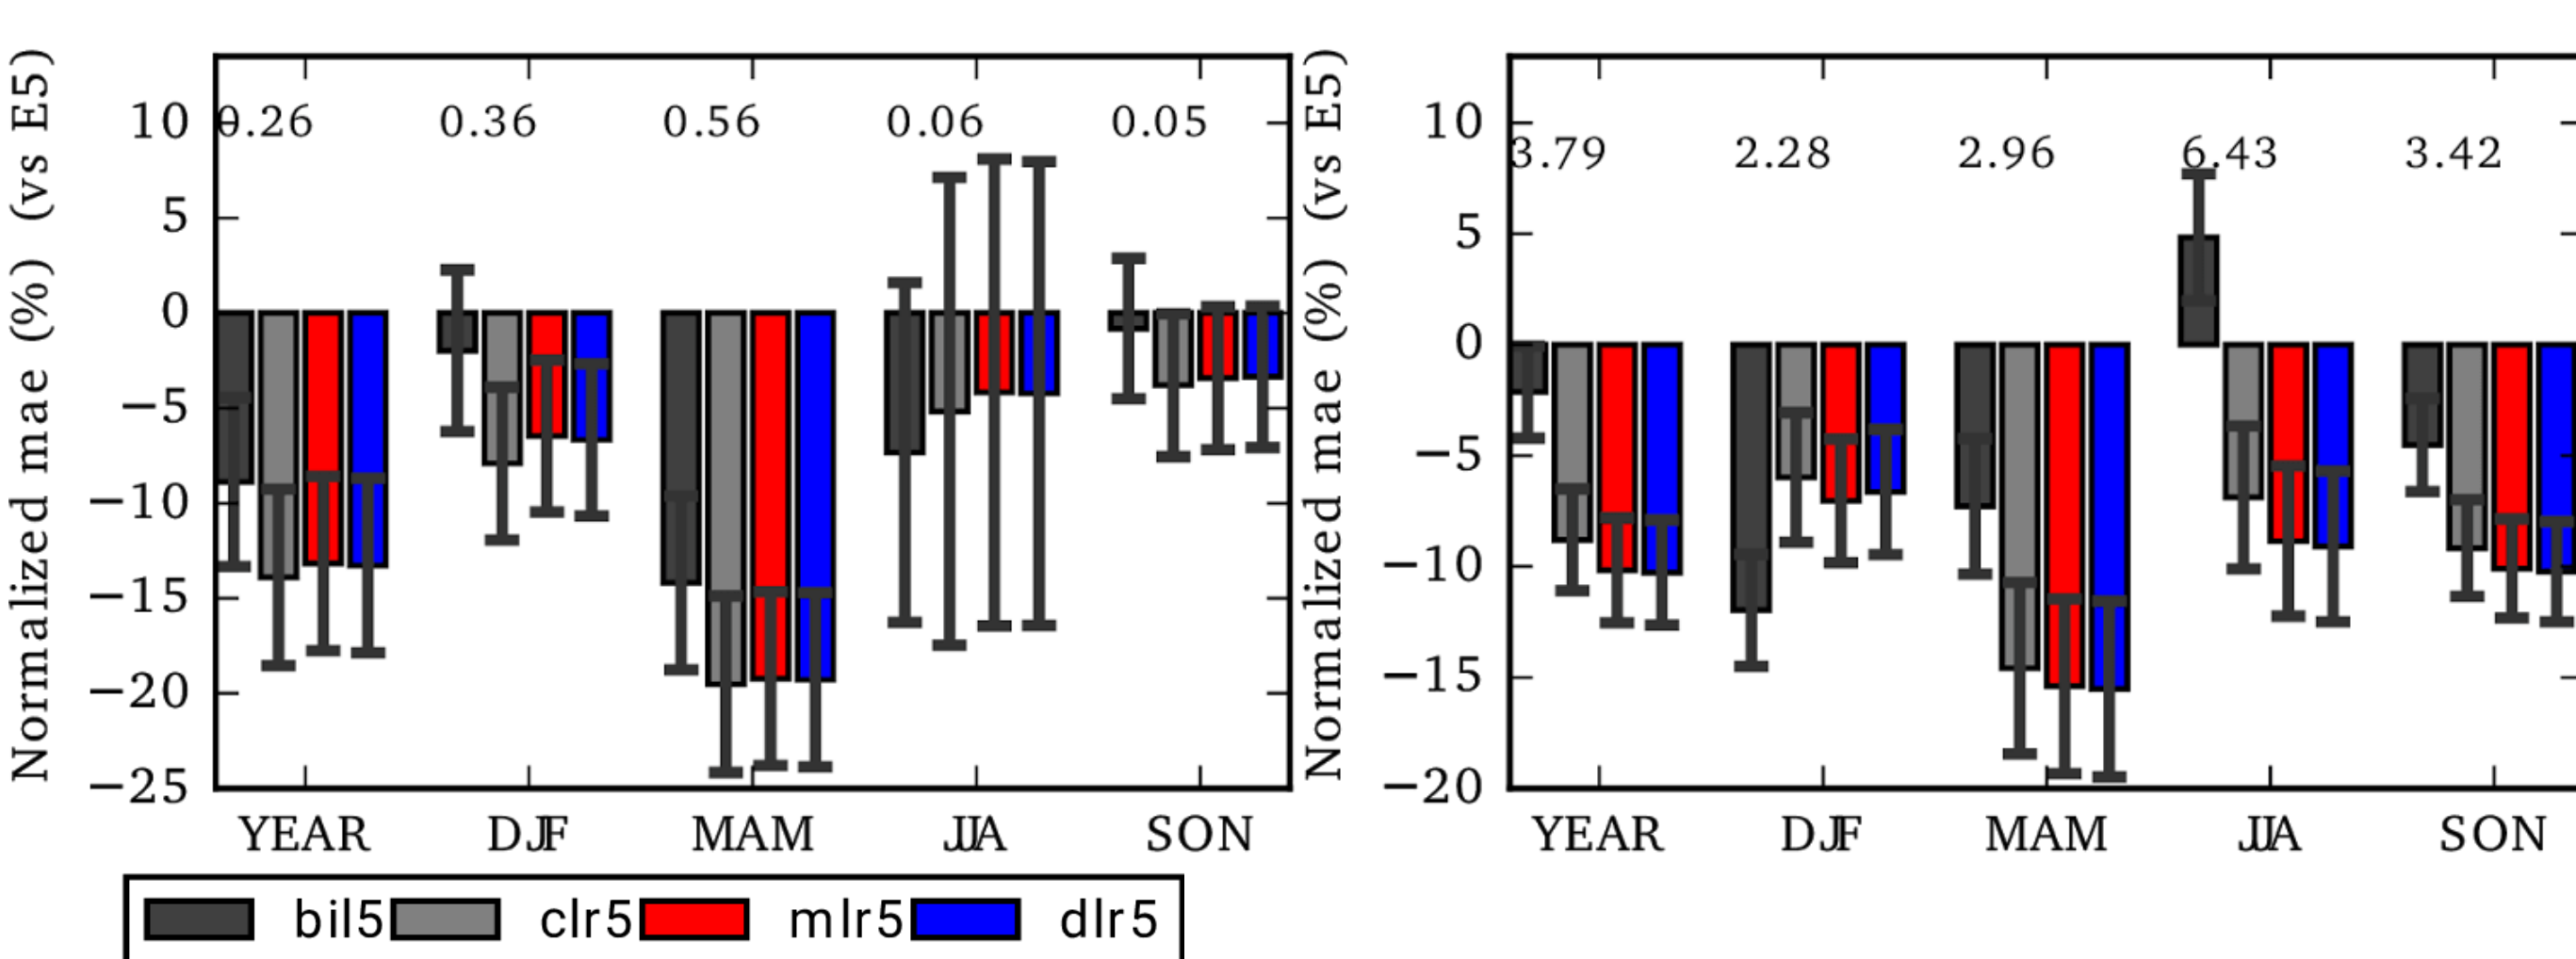 Normalized mae (%) (vs E5)
10
5
0
−5
−10
−15
−20
−25
0.26 0.36 0.56 0.06 0.05
YEAR DJF MAM JJA SON
Normalized mae (%) (vs E5)
10
5
0
−5
−10
−15
−20
3.79 2.28 2.96 6.43 3.42
YEAR DJF MAM JJA SON
bil5 clr5 mlr5 dlr5